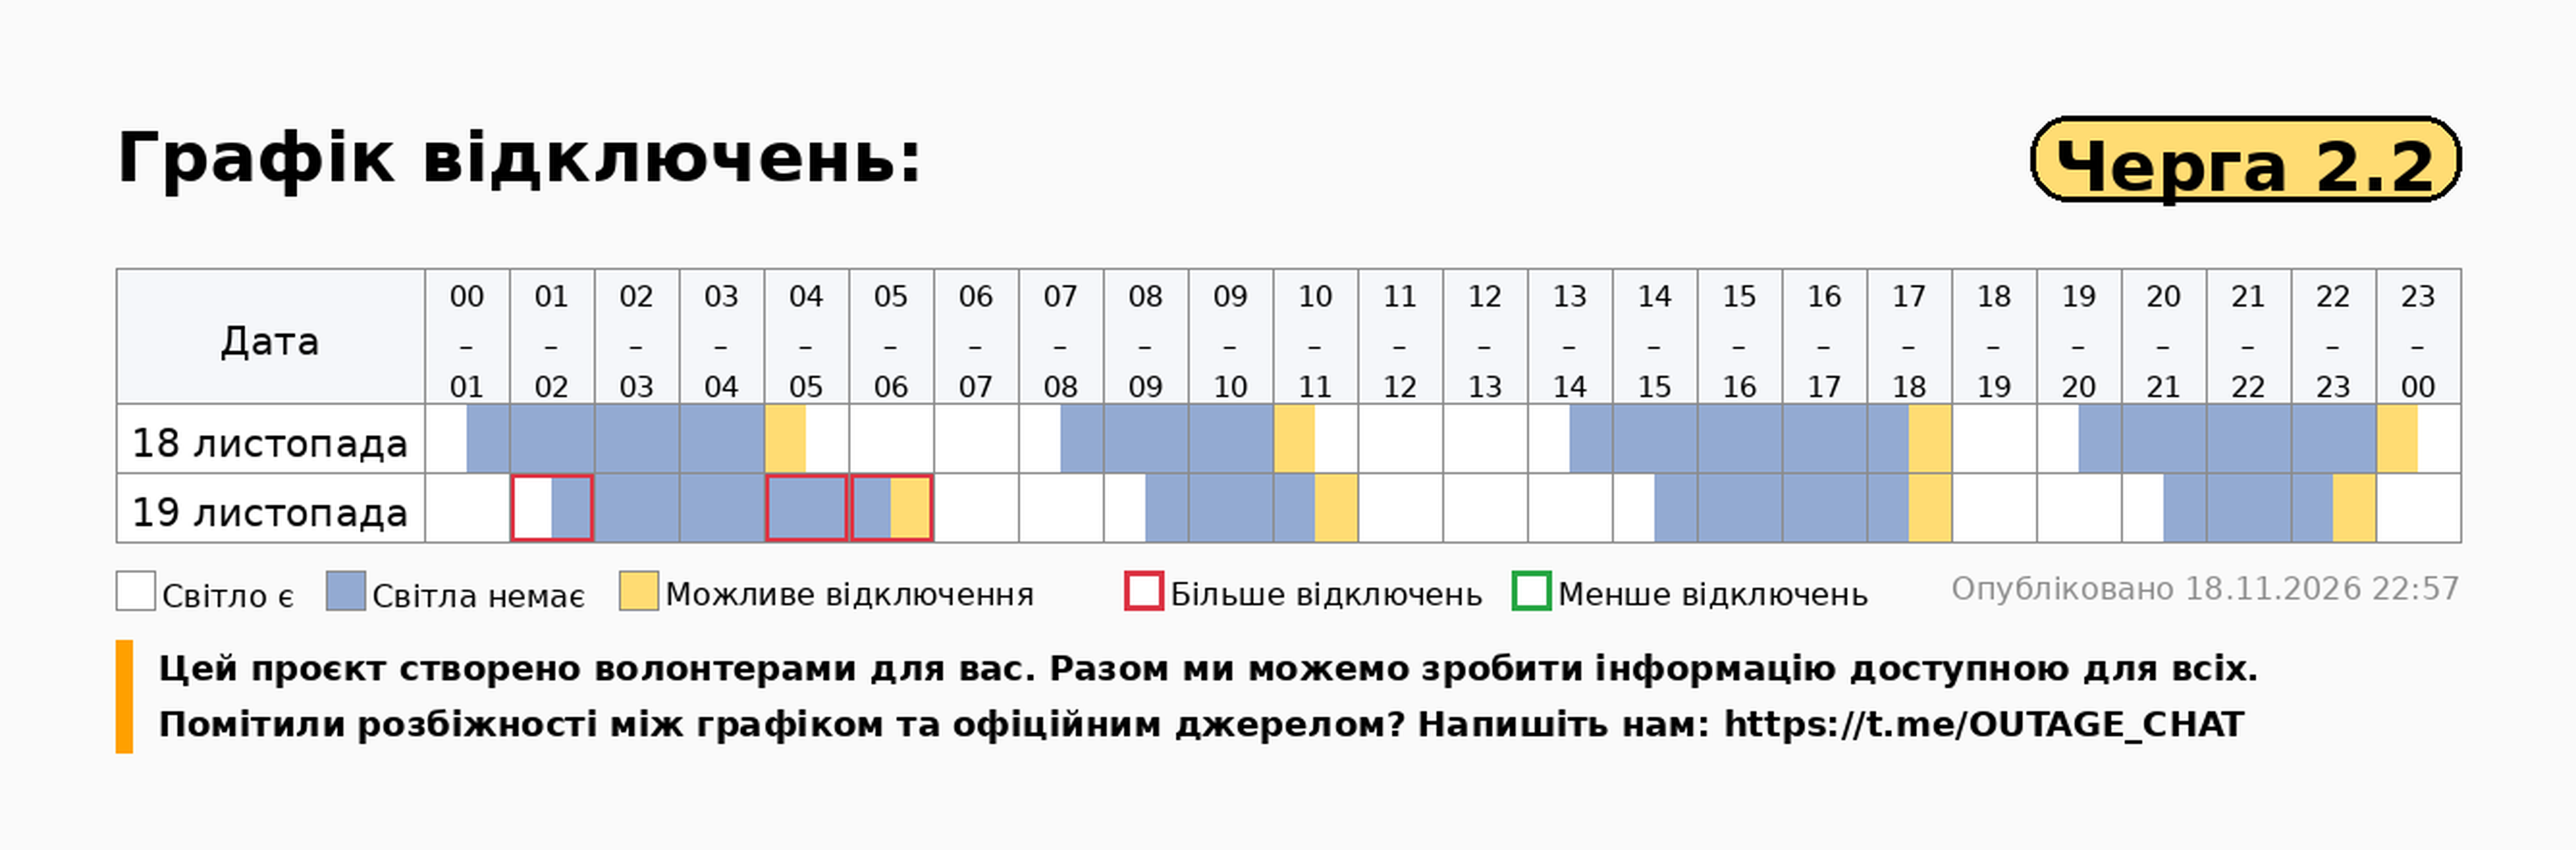 Графік відключень:
Черга 2.2
Дата
00 – 01
01 – 02
02 – 03
03 – 04
04 – 05
05 – 06
06 – 07
07 – 08
08 – 09
09 – 10
10 – 11
11 – 12
12 – 13
13 – 14
14 – 15
15 – 16
16 – 17
17 – 18
18 – 19
19 – 20
20 – 21
21 – 22
22 – 23
23 – 00
18 листопада
19 листопада
Світло є
Світла немає
Можливе відключення
Більше відключень
Менше відключень
Опубліковано 18.11.2026 22:57
Цей проєкт створено волонтерами для вас. Разом ми можемо зробити інформацію доступною для всіх.
Помітили розбіжності між графіком та офіційним джерелом? Напишіть нам: https://t.me/OUTAGE_CHAT